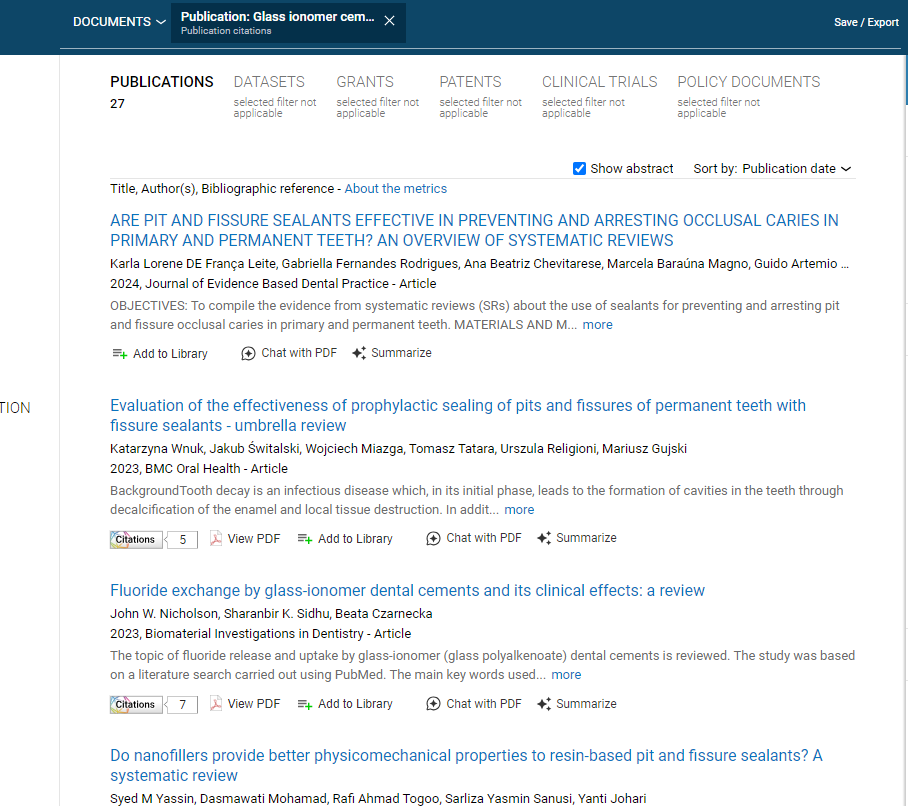 DOCUMENTS
Publication: Glass ionomer cem...
Publication citations
Save / Export
PUBLICATIONS
27
DATASETS
selected filter not
applicable
GRANTS
selected filter not
applicable
PATENTS
selected filter not
applicable
CLINICAL TRIALS
selected filter not
applicable
POLICY DOCUMENTS
selected filter not
applicable
Show abstract
Sort by: Publication date
Title, Author(s), Bibliographic reference - About the metrics
ARE PIT AND FISSURE SEALANTS EFFECTIVE IN PREVENTING AND ARRESTING OCCLUSAL CARIES IN
PRIMARY AND PERMANENT TEETH? AN OVERVIEW OF SYSTEMATIC REVIEWS
Karla Lorene DE França Leite, Gabriella Fernandes Rodrigues, Ana Beatriz Chevitarese, Marcela Baraúna Magno, Guido Artemio ...
2024, Journal of Evidence Based Dental Practice - Article
OBJECTIVES: To compile the evidence from systematic reviews (SRs) about the use of sealants for preventing and arresting pit
and fissure occlusal caries in primary and permanent teeth. MATERIALS AND M... more
Add to Library Chat with PDF Summarize
TION
Evaluation of the effectiveness of prophylactic sealing of pits and fissures of permanent teeth with
fissure sealants - umbrella review
Katarzyna Wnuk, Jakub Świtalski, Wojciech Miazga, Tomasz Tatara, Urszula Religioni, Mariusz Gujski
2023, BMC Oral Health - Article
BackgroundTooth decay is an infectious disease which, in its initial phase, leads to the formation of cavities in the teeth through
decalcification of the enamel and local tissue destruction. In addit... more
Citations 5 View PDF Add to Library Chat with PDF Summarize
Fluoride exchange by glass-ionomer dental cements and its clinical effects: a review
John W. Nicholson, Sharanbir K. Sidhu, Beata Czarnecka
2023, Biomaterial Investigations in Dentistry - Article
The topic of fluoride release and uptake by glass-ionomer (glass polyalkenoate) dental cements is reviewed. The study was based
on a literature search carried out using PubMed. The main key words used... more
Citations 7 View PDF Add to Library Chat with PDF Summarize
Do nanofillers provide better physicomechanical properties to resin-based pit and fissure sealants? A
systematic review
Syed M Yassin, Dasmawati Mohamad, Rafi Ahmad Togoo, Sarliza Yasmin Sanusi, Yanti Johari